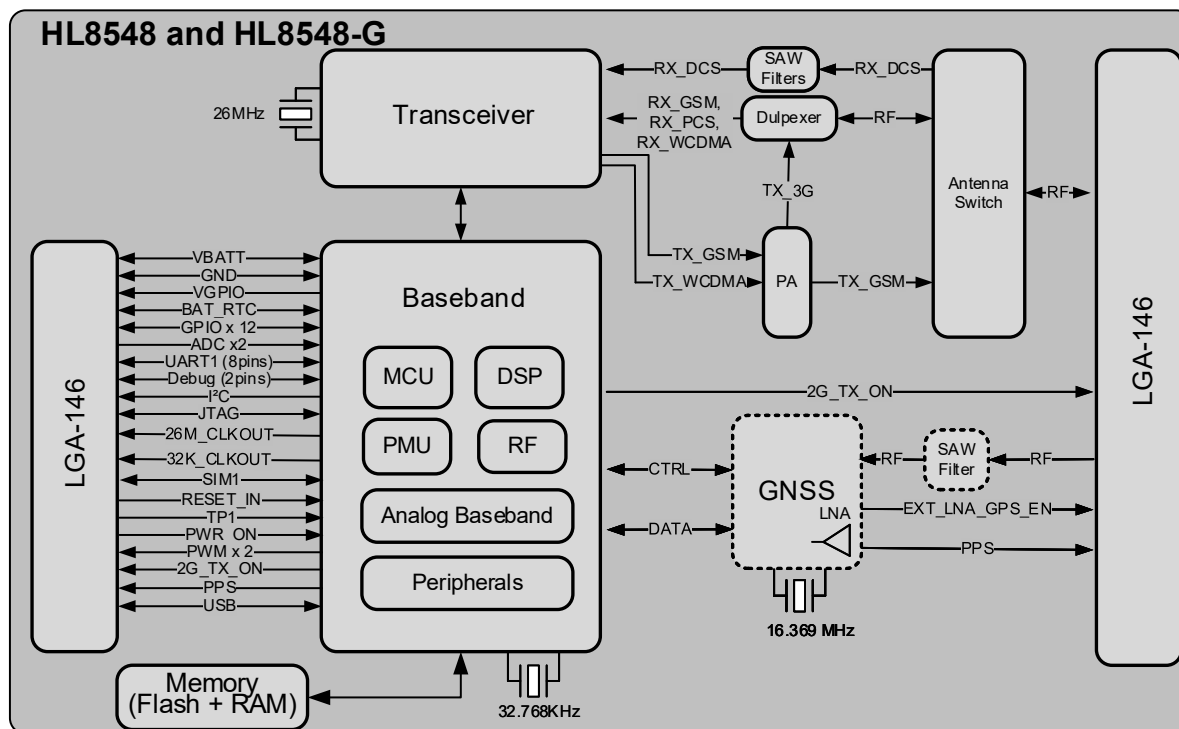 HL8548 and HL8548-G
Transceiver
26MHz
RX_DCS
SAW
Filters
RX_DCS
RX_GSM,
RX_PCS,
RX_WCDMA
Dulpexer
RF
TX_3G
Antenna
Switch
RF
TX_GSM
TX_WCDMA
PA
TX_GSM
LGA-146
LGA-146
VBATT
GND
VGPIO
BAT_RTC
GPIO x 12
ADC x2
UART1 (8pins)
Debug (2pins)
I²C
JTAG
26M_CLKOUT
32K_CLKOUT
SIM1
RESET_IN
TP1
PWR_ON
PWM x 2
2G_TX_ON
PPS
USB
Baseband
MCU
DSP
PMU
RF
Analog Baseband
Peripherals
2G_TX_ON
CTRL
DATA
GNSS
LNA
RF
SAW
Filter
RF
EXT_LNA_GPS_EN
PPS
16.369 MHz
Memory
(Flash + RAM)
32.768KHz